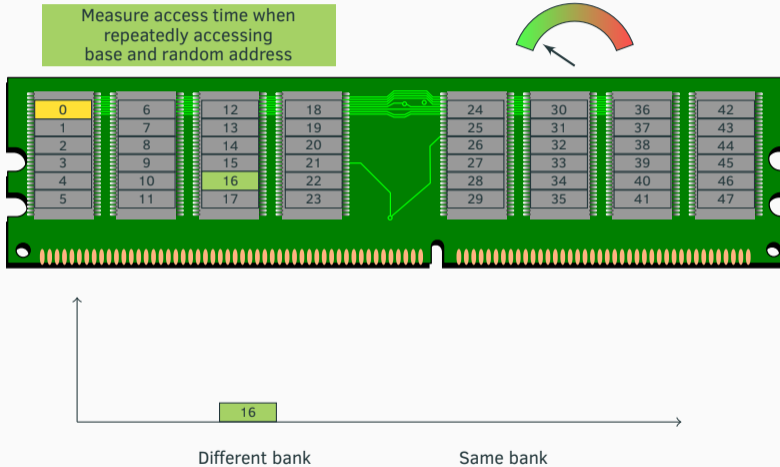 Measure access time when
repeatedly accessing
base and random address
0 6 12 18 24 30 36 42
1 7 13 19 25 31 37 43
2 8 14 20 26 32 38 44
3 9 15 21 27 33 39 45
4 10 16 22 28 34 40 46
5 11 17 23 29 35 41 47
16
Different bank Same bank